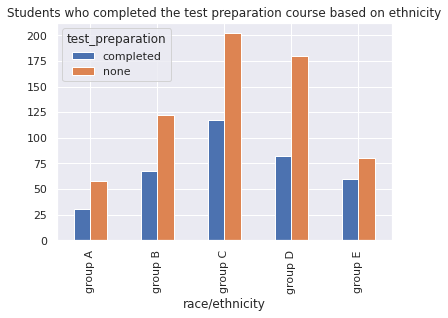 Students who completed the test preparation course based on ethnicity
test_preparation
completed
none
200
175
150
125
100
75
50
25
0
group A
group B
group C
group D
group E
race/ethnicity